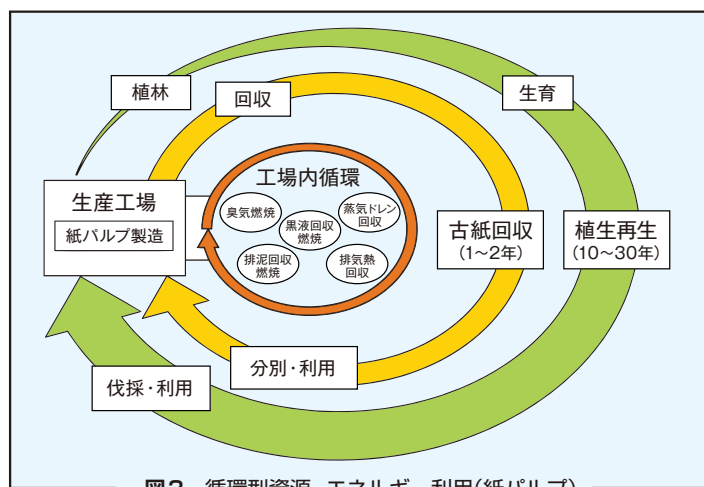 植林
回収
生育
生産工場
紙パルプ製造
工場内循環
臭気燃焼
蒸気ドレン
回収
黒液回収
燃焼
排泥回収
燃焼
排気熱
回収
古紙回収
(1〜2年)
植生再生
(10〜30年)
分別・利用
伐採・利用